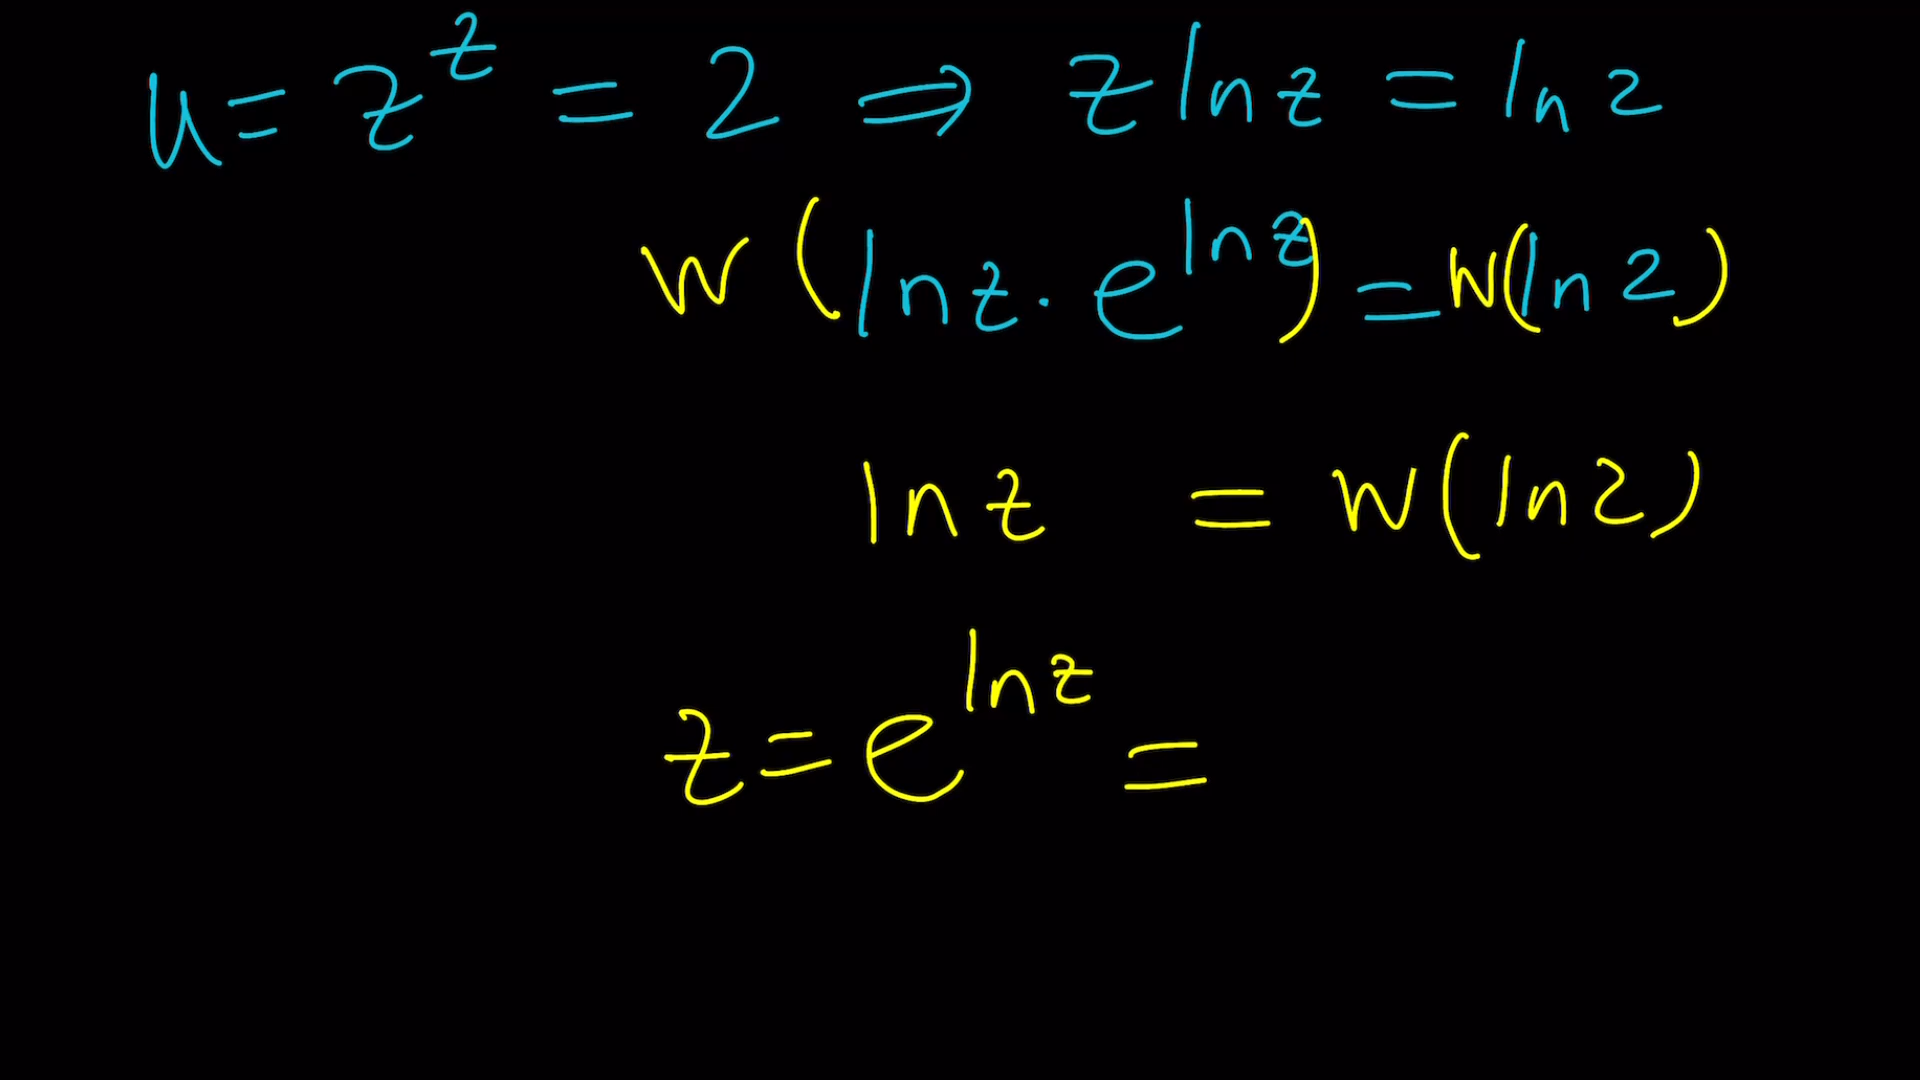 u = z^z = 2 ⇒ z ln z = ln 2
W(ln z · e^{ln z}) = W(ln 2)
ln z = W(ln 2)
z = e^{ln z} =